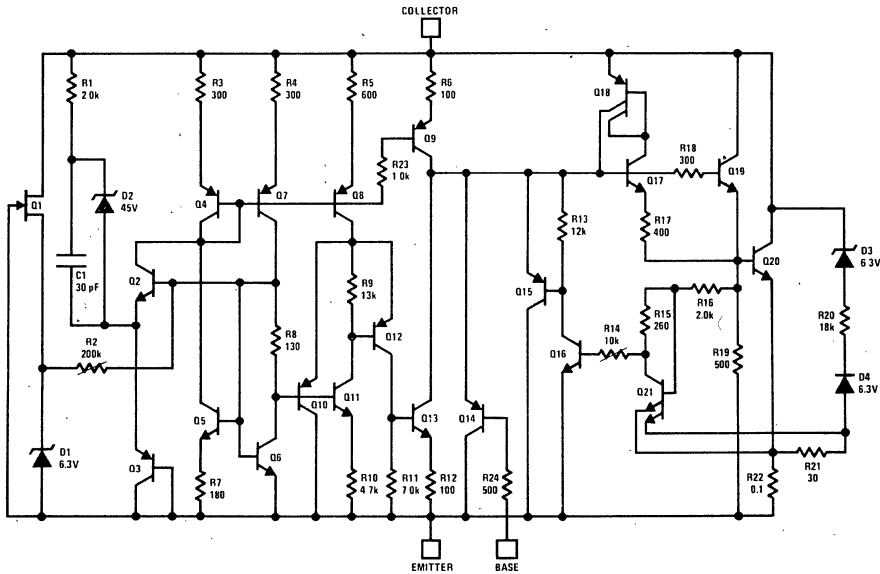 COLLECTOR
R1
2 0k
R3
300
R4
300
R5
600
R6
100
Q18
D2
45V
Q9
R23
1 0k
R18
300
Q19
Q1
Q4
Q7
Q8
Q17
R13
12k
R17
400
C1
30 pF
Q2
Q20
D3
6 3V
R9
13k
Q15
R16
2.0k
R2
200k
R8
130
Q12
R14
10k
R15
260
R20
18k
Q16
R19
500
D4
6.3V
Q21
Q5
Q10
Q11
Q13
Q14
D1
6.3V
Q3
Q6
R7
180
R10
4 7k
R11
7 0k
R12
100
R24
500
R22
0.1
R21
30
EMITTER
BASE